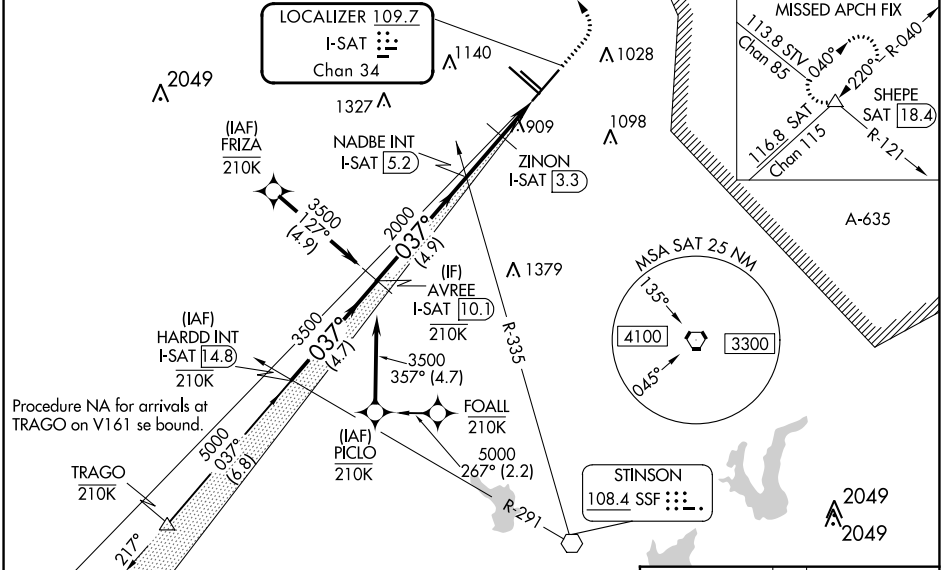 LOCALIZER 109.7
I-SAT
Chan 34
MISSED APCH FIX
113.8 STV
Chan 85
040°
R-040
220°
SHEPE
SAT 18.4
116.8 SAT
Chan 115
R-121
2049
1140
1028
1327
909
1098
(IAF)
FRIZA
210K
NADBE INT
I-SAT 5.2
ZINON
I-SAT 3.3
A-635
3500
127°
(4.9)
2000
037°
(4.9)
1379
MSA SAT 25 NM
135°
4100
3300
045°
(IF)
AVREE
I-SAT 10.1
210K
(IAF)
HARDD INT
I-SAT 14.8
210K
3500
037°
(4.7)
R-335
3500
357° (4.7)
Procedure NA for arrivals at
TRAGO on V161 se bound.
FOALL
210K
(IAF)
PICLO
210K
5000
267° (2.2)
5000
037°
(6.8)
TRAGO
210K
217°
R-291
STINSON
108.4 SSF
2049
2049